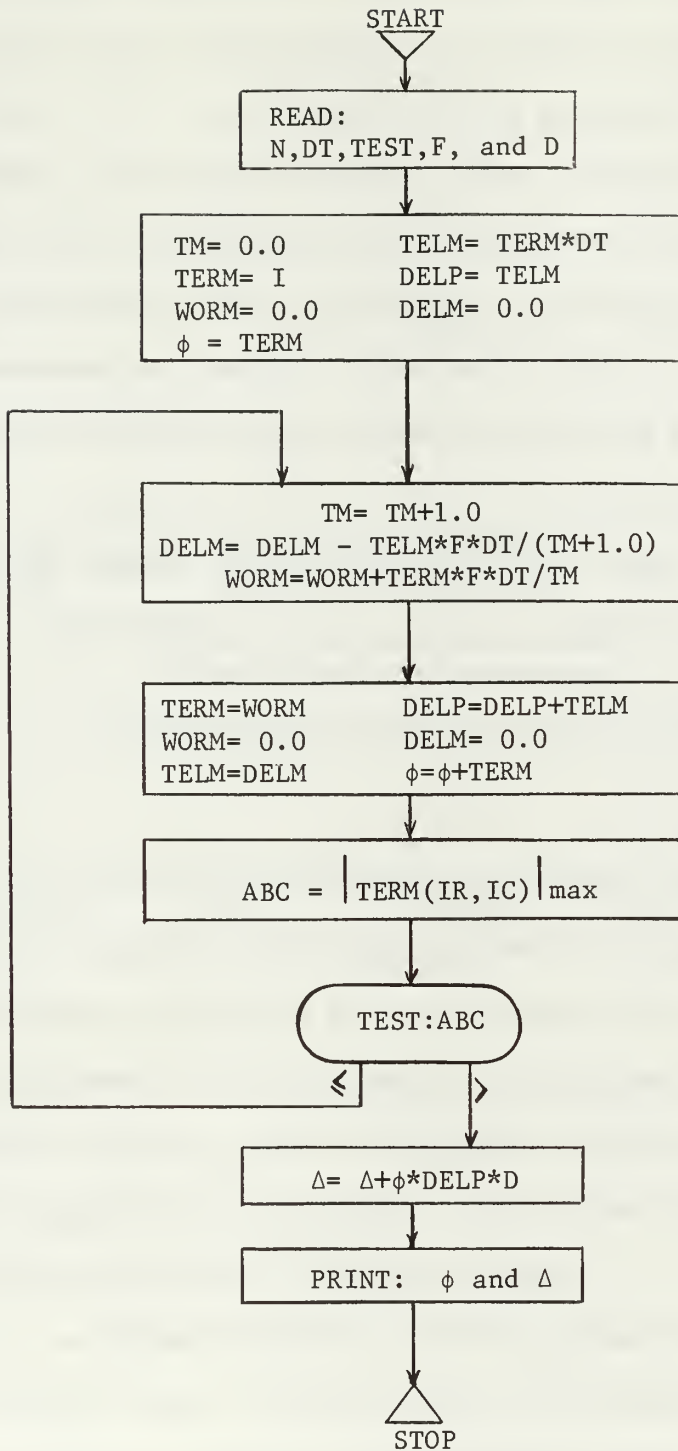 START
READ:
N,DT,TEST,F, and D
TM= 0.0 TELM= TERM*DT
TERM= I DELP= TELM
WORM= 0.0 DELM= 0.0
ϕ = TERM
TM= TM+1.0
DELM= DELM - TELM*F*DT/(TM+1.0)
WORM=WORM+TERM*F*DT/TM
TERM=WORM DELP=DELP+TELM
WORM= 0.0 DELM= 0.0
TELM=DELM ϕ=ϕ+TERM
ABC = |TERM(IR,IC)|max
TEST:ABC
≤ >
Δ= Δ+ϕ*DELP*D
PRINT: ϕ and Δ
STOP